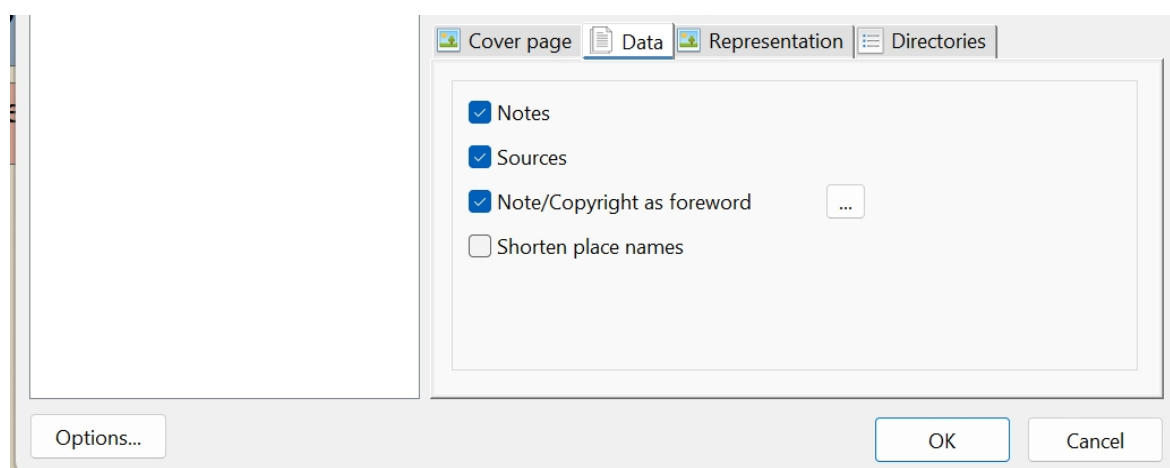 Cover page Data Representation Directories
Notes
Sources
Note/Copyright as foreword ...
Shorten place names
Options... OK Cancel